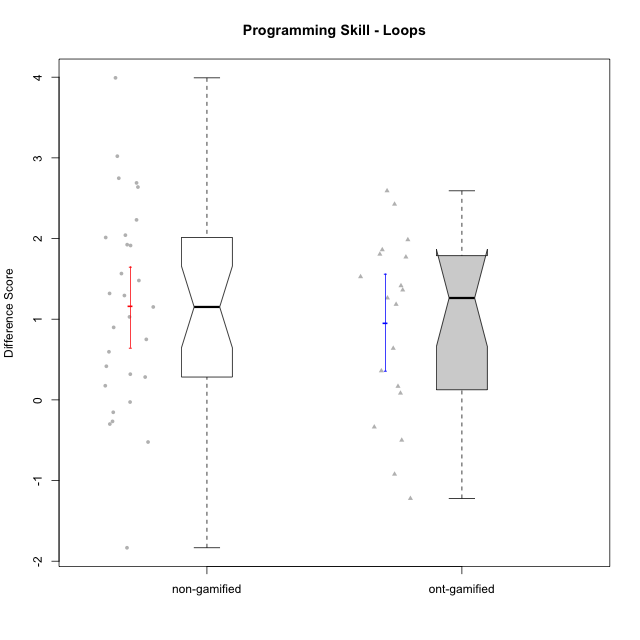 Programming Skill - Loops
Difference Score
4
3
2
1
0
-1
-2
non-gamified
ont-gamified